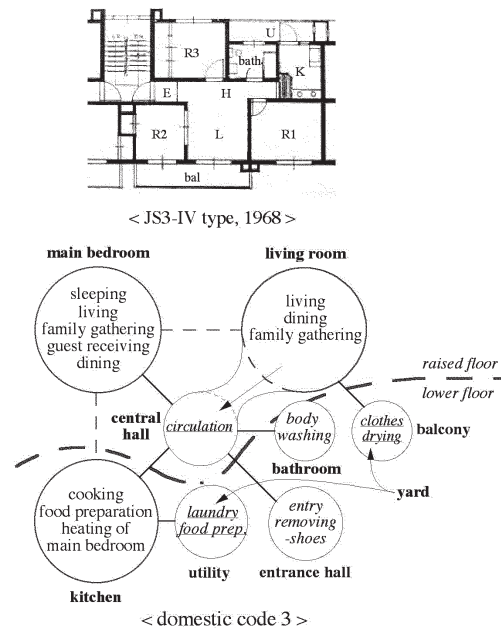 U
R3
bath
K
E
H
R2
L
R1
bal
< JS3-IV type, 1968 >
main bedroom
living room
sleeping
living
family gathering
guest receiving
dining
living
dining
family gathering
raised floor
lower floor
central
hall
circulation
body
washing
clothes
drying
balcony
bathroom
yard
cooking
food preparation
heating of
main bedroom
laundry
food prep.
entry
removing
-shoes
utility
entrance hall
kitchen
< domestic code 3 >